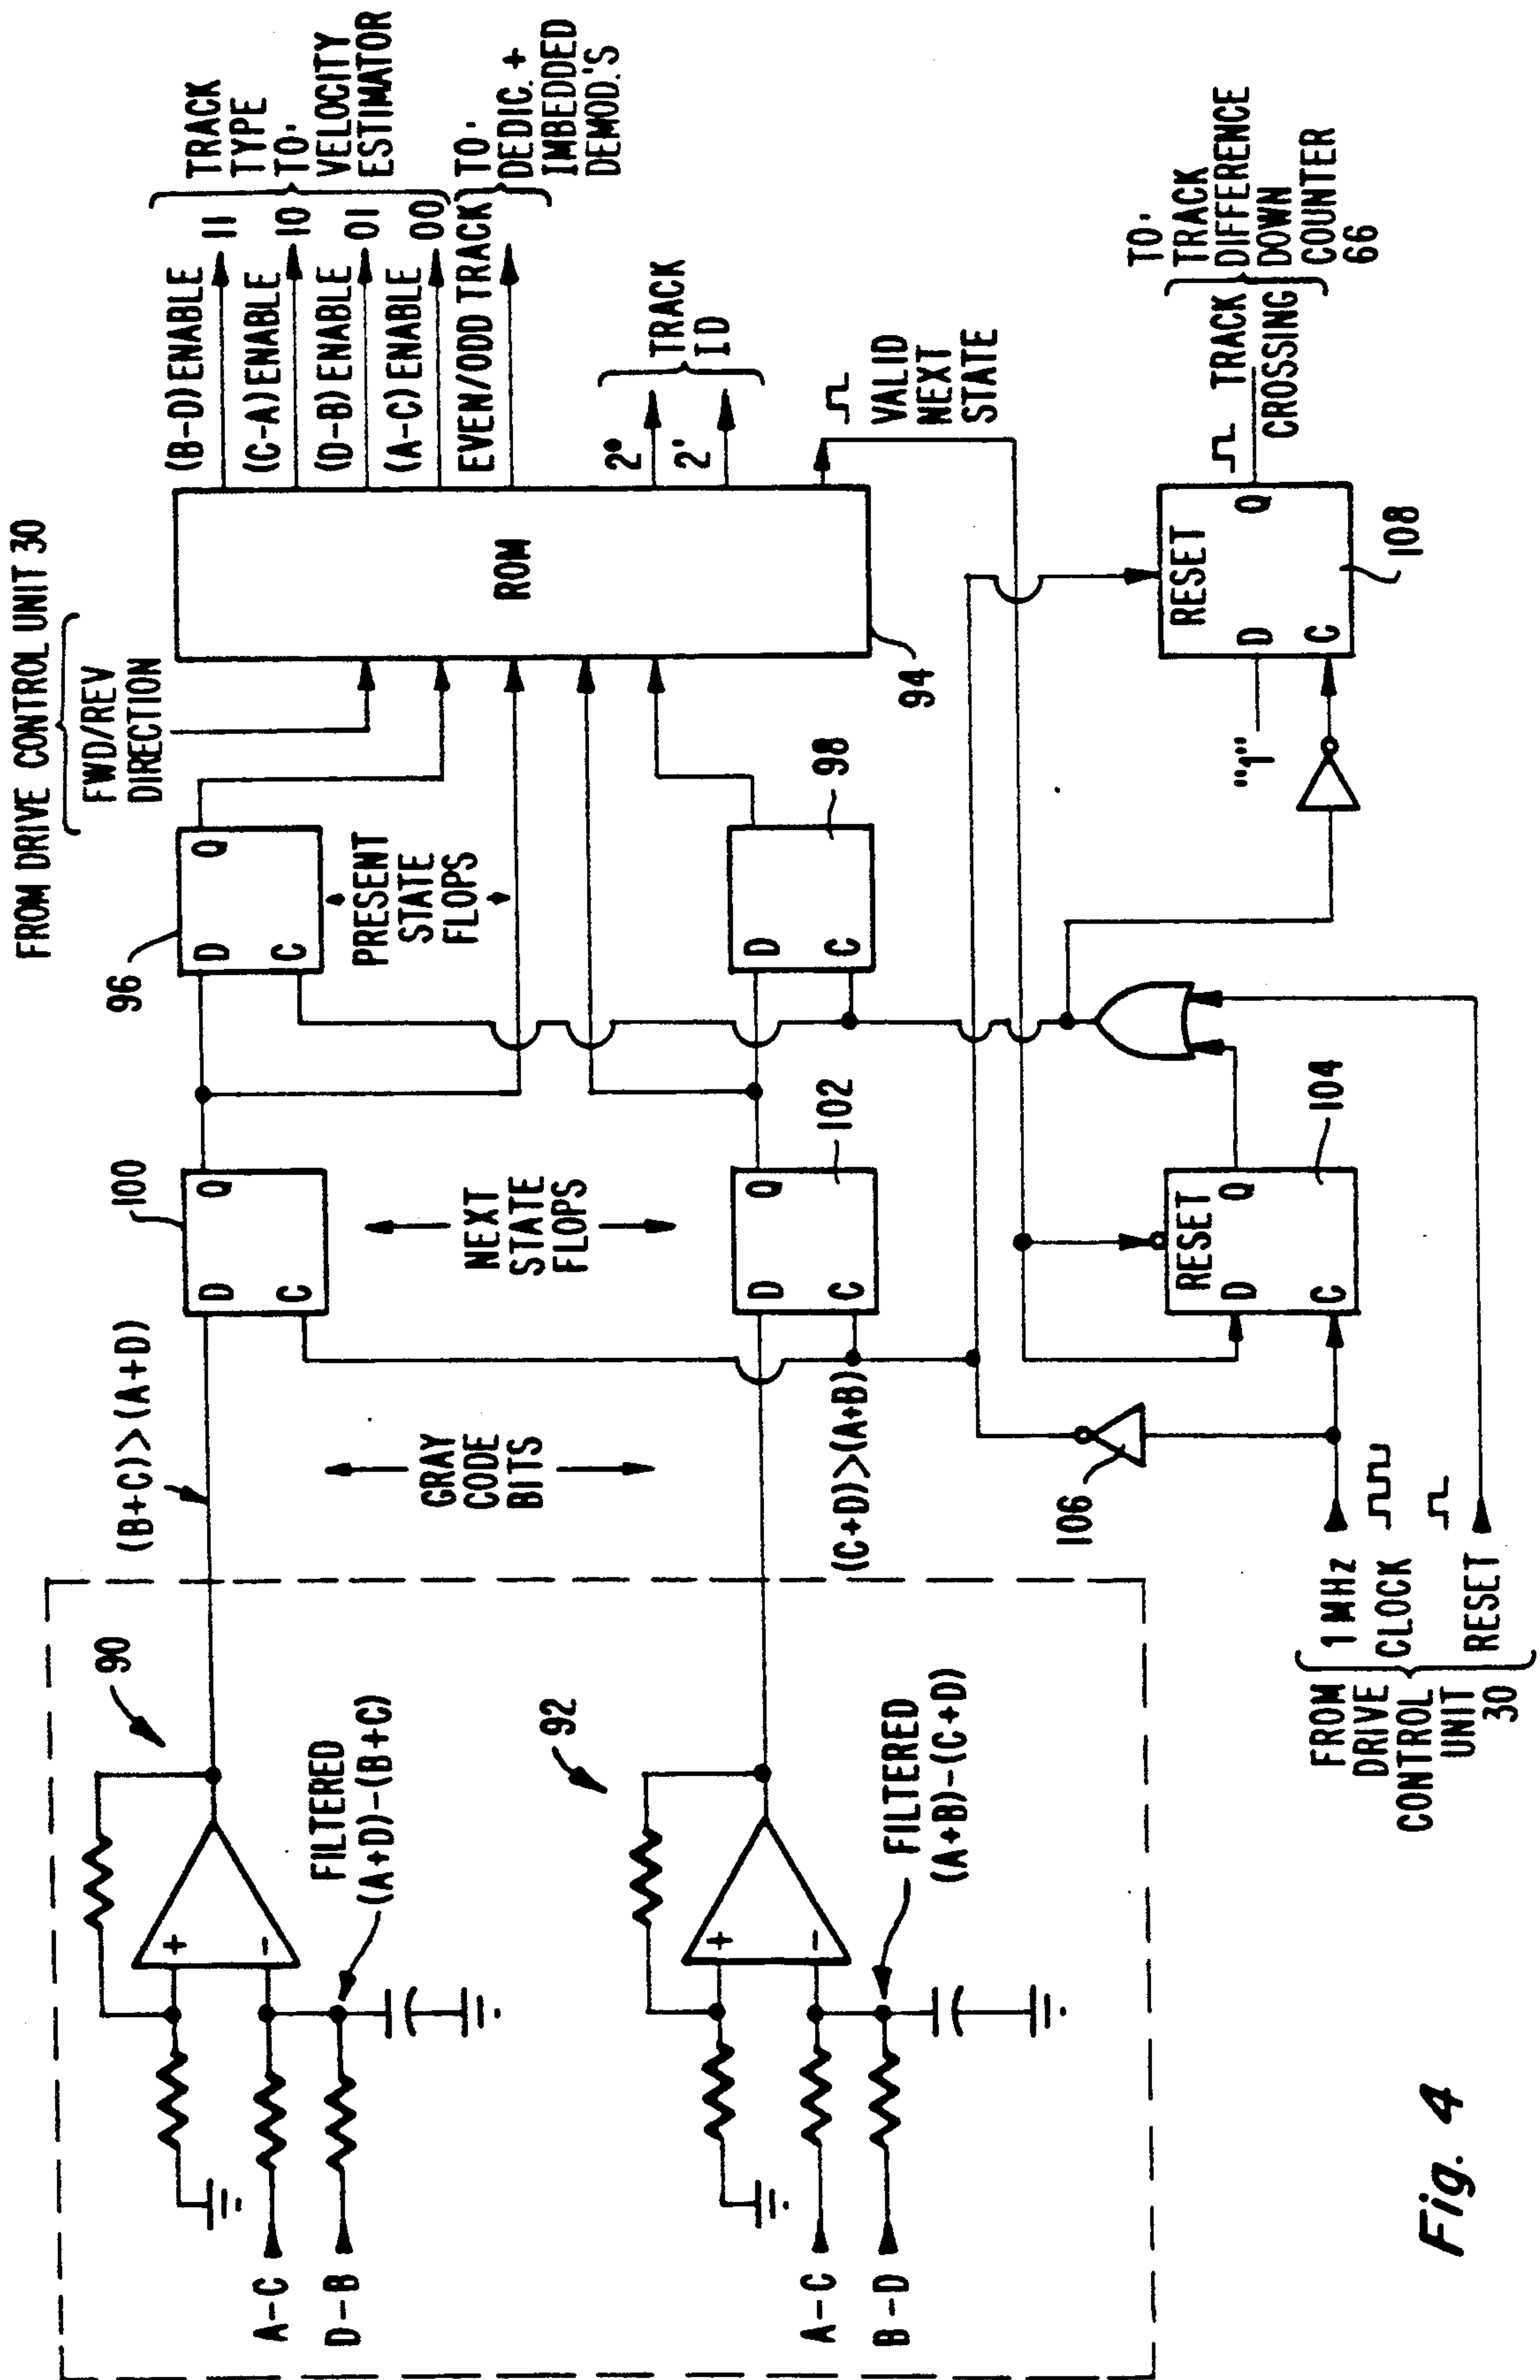 FROM DRIVE CONTROL UNIT 30
FWD/REV
DIRECTION
90
(B+C)>(A+D)
100
D
Q
C
96
D
Q
C
PRESENT
STATE
FLOPS
ROM
94
(B-D) ENABLE 11
(C-A) ENABLE 10
(D-B) ENABLE 01
(A-C) ENABLE 00
TRACK
TYPE
TO:
VELOCITY
ESTIMATOR
EVEN/ODD TRACK
TO:
DEDIC. +
IMBEDDED
DEMOD.'S
2°
2'
TRACK
ID
VALID
NEXT
STATE
+
-
A-C
D-B
FILTERED
(A+D)-(B+C)
GRAY
CODE
BITS
NEXT
STATE
FLOPS
92
+
-
A-C
B-D
FILTERED
(A+B)-(C+D)
(C+D)>(A+B)
D
Q
C
102
D
C
98
106
FROM
DRIVE
CONTROL
UNIT
30
1 MHz
CLOCK
RESET
RESET
D
Q
C
104
"1"
RESET
D
Q
C
108
TRACK
CROSSING
TO:
TRACK
DIFFERENCE
DOWN
COUNTER
66
Fig. 4